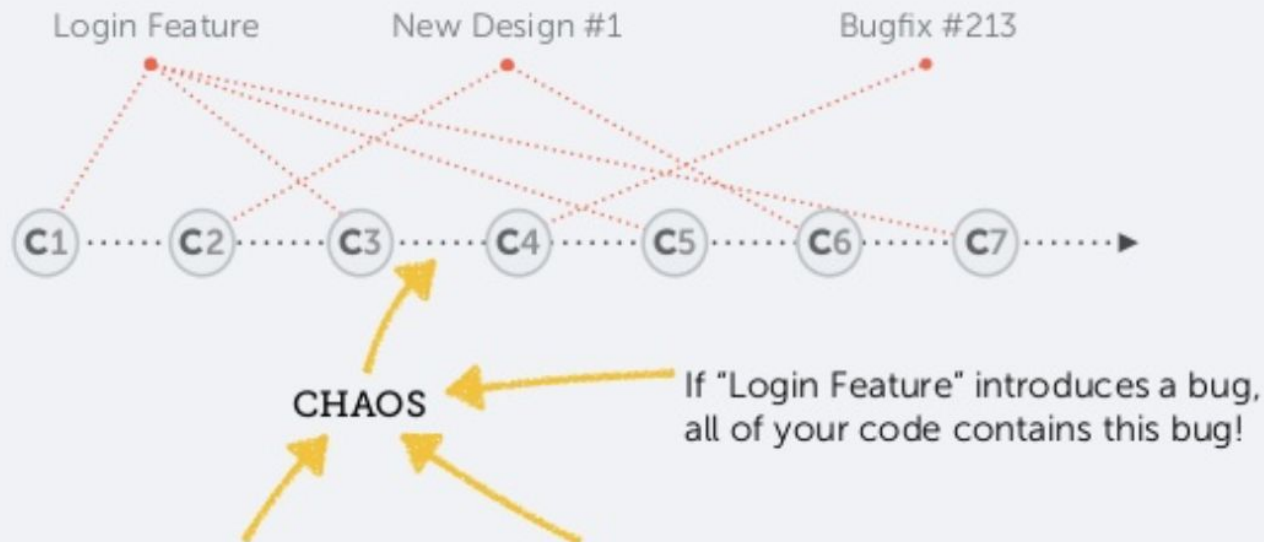 Login Feature
New Design #1
Bugfix #213
C1 C2 C3 C4 C5 C6 C7
CHAOS
If "Login Feature" introduces a bug,
all of your code contains this bug!